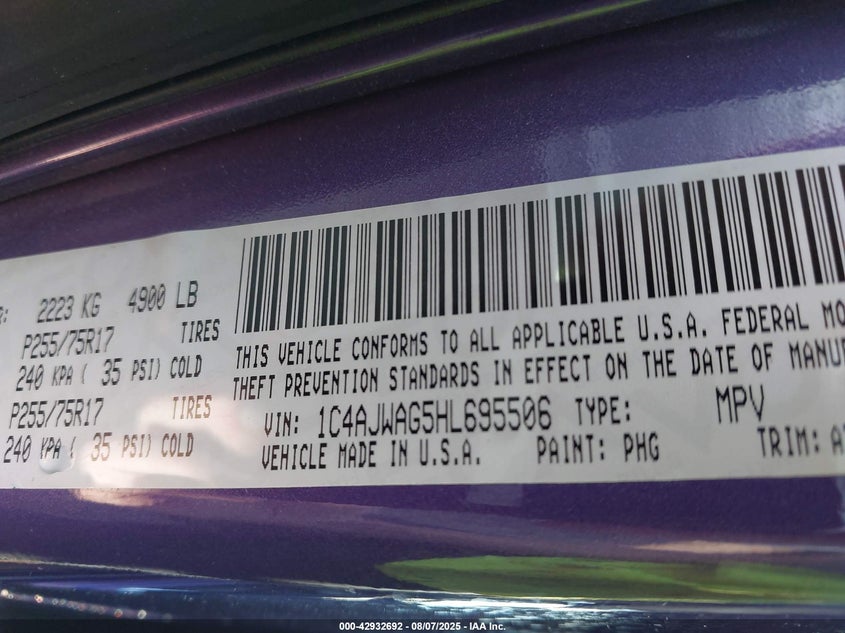 R: 2223 KG 4900 LB
P255/75R17 TIRES
240 KPA ( 35 PSI) COLD
P255/75R17 TIRES
240 KPA ( 35 PSI) COLD
THIS VEHICLE CONFORMS TO ALL APPLICABLE U.S.A. FEDERAL MO
THEFT PREVENTION STANDARDS IN EFFECT ON THE DATE OF MANUF
VIN: 1C4AJWAG5HL695506 TYPE: MPV
VEHICLE MADE IN U.S.A. PAINT: PHG TRIM: A
000-42932692 - 08/07/2025 - IAA Inc.